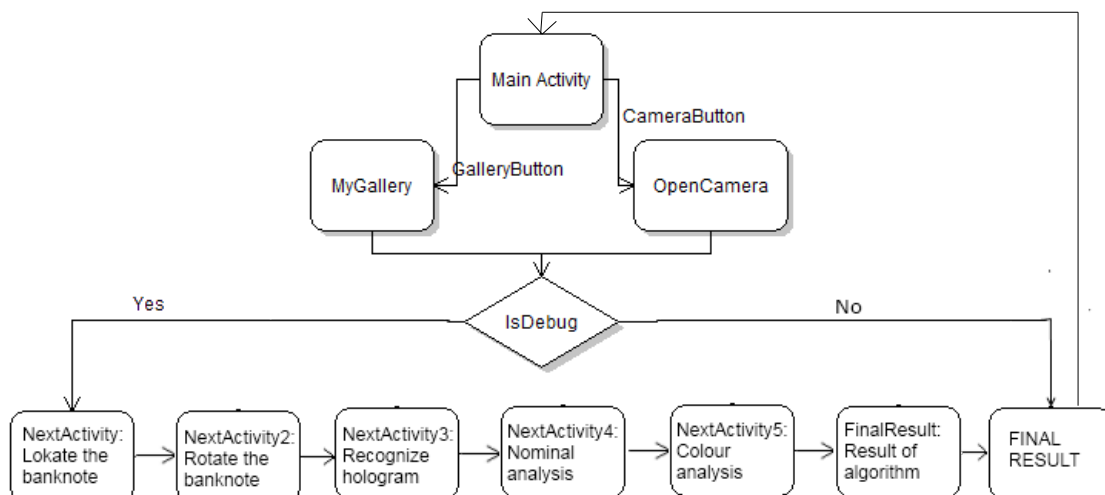 Main Activity
CameraButton
GalleryButton
MyGallery
OpenCamera
Yes
No
IsDebug
NextActivity:
Lokate the
banknote
NextActivity2:
Rotate the
banknote
NextActivity3:
Recognize
hologram
NextActivity4:
Nominal
analysis
NextActivity5:
Colour
analysis
FinalResult:
Result of
algorithm
FINAL
RESULT